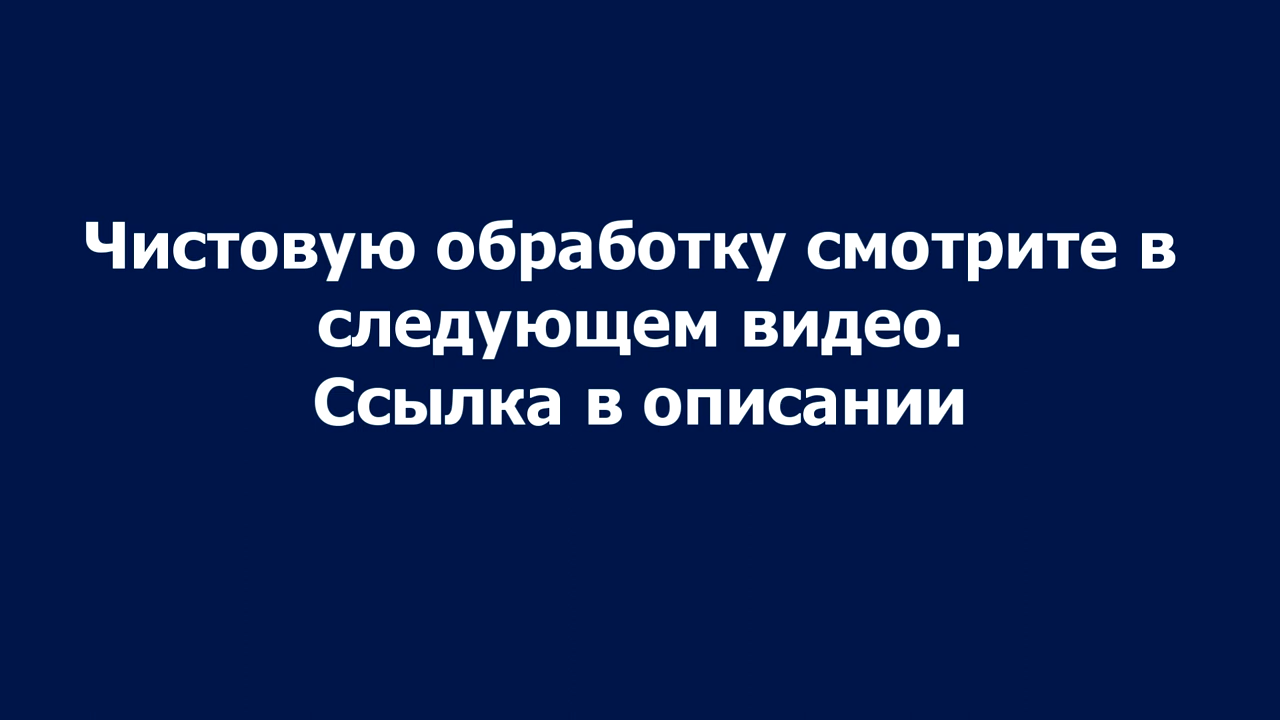 Чистовую обработку смотрите в
следующем видео.
Ссылка в описании